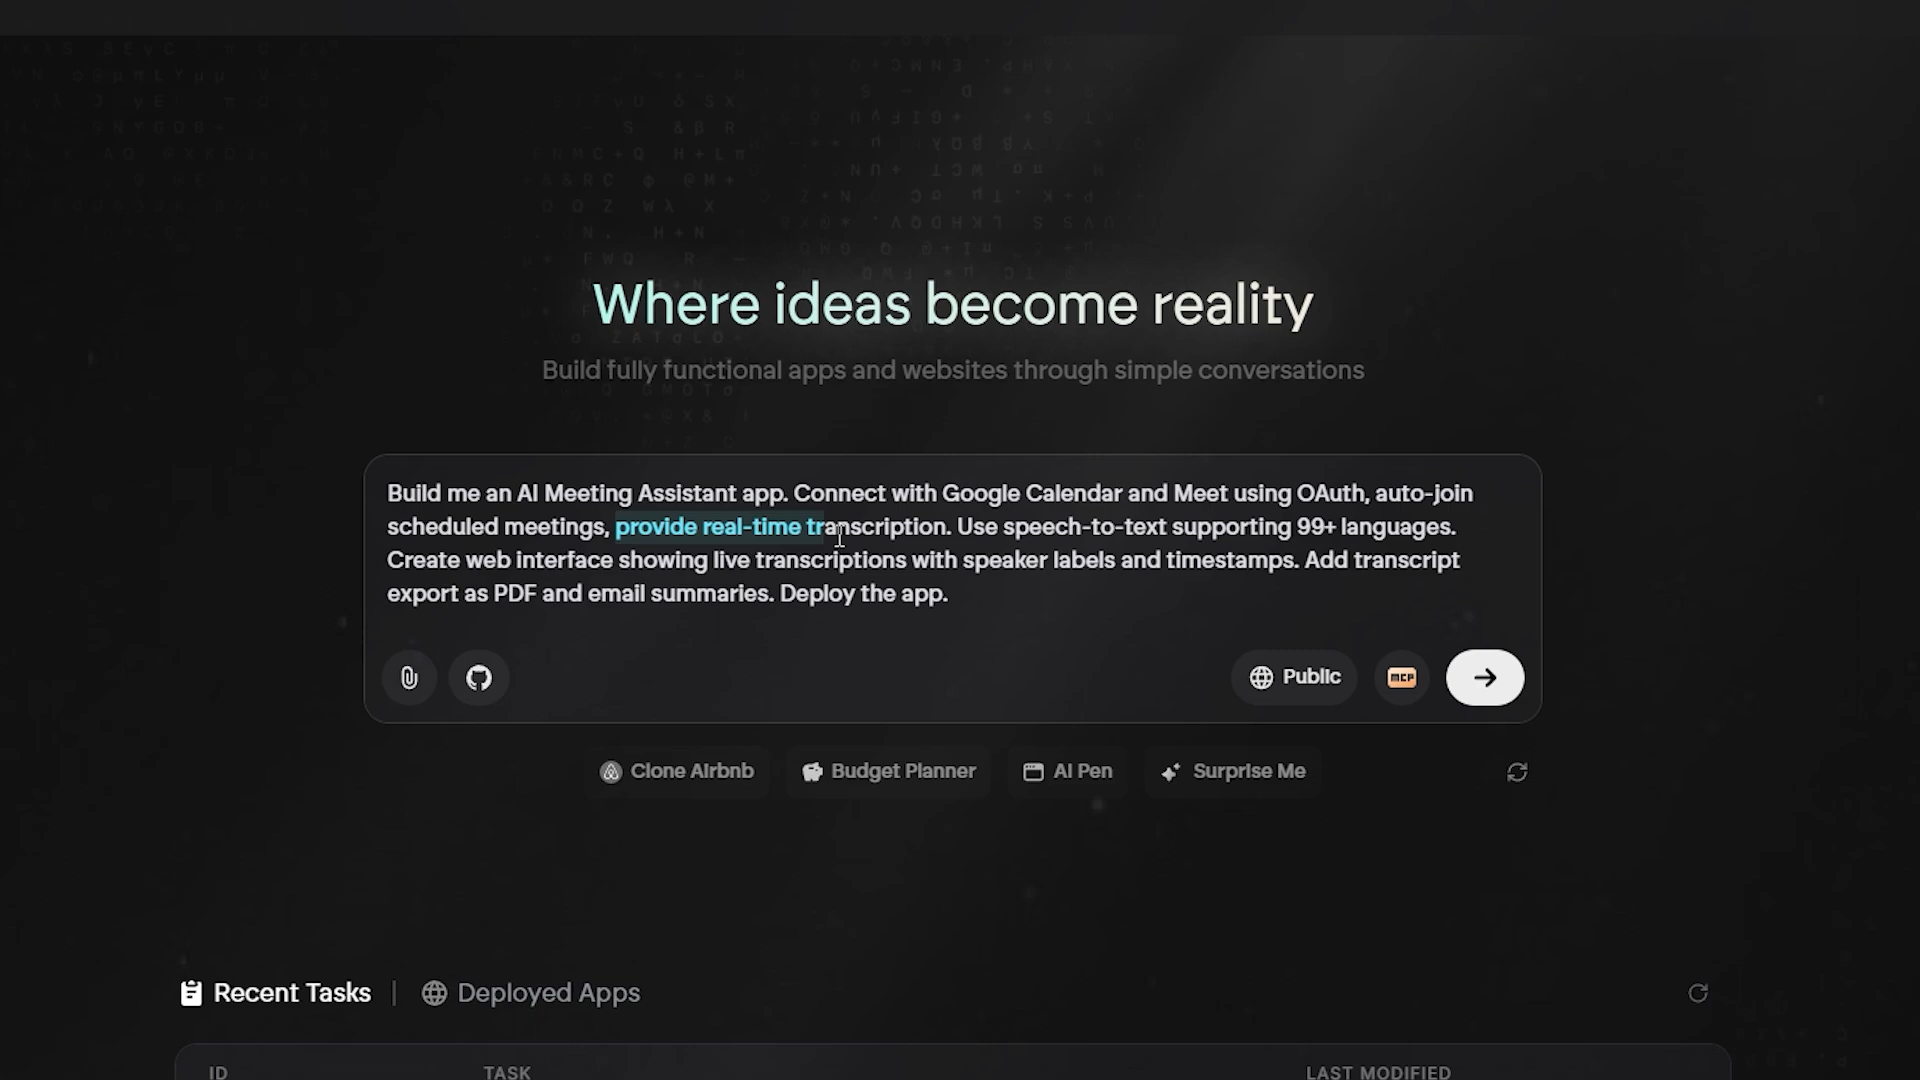 Where ideas become reality
Build fully functional apps and websites through simple conversations
Build me an AI Meeting Assistant app. Connect with Google Calendar and Meet using OAuth, auto-join
scheduled meetings, provide real-time transcription. Use speech-to-text supporting 99+ languages.
Create web interface showing live transcriptions with speaker labels and timestamps. Add transcript
export as PDF and email summaries. Deploy the app.
Public
MCP
Clone Airbnb
Budget Planner
AI Pen
Surprise Me
Recent Tasks | Deployed Apps
ID TASK LAST MODIFIED